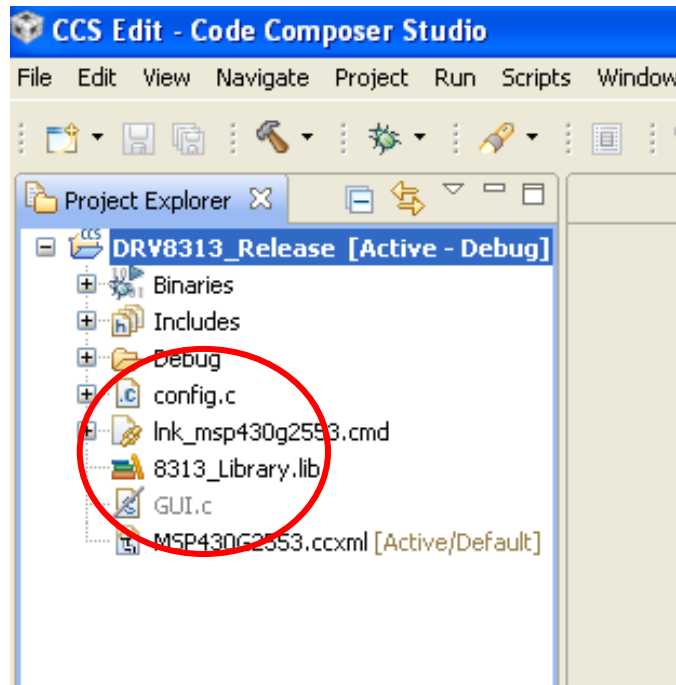 CCS Edit - Code Composer Studio
File Edit View Navigate Project Run Scripts Window
Project Explorer
DRV8313_Release [Active - Debug]
Binaries
Includes
Debug
config.c
lnk_msp430g2553.cmd
8313_Library.lib
GUI.c
MSP430G2553.ccxml [Active/Default]